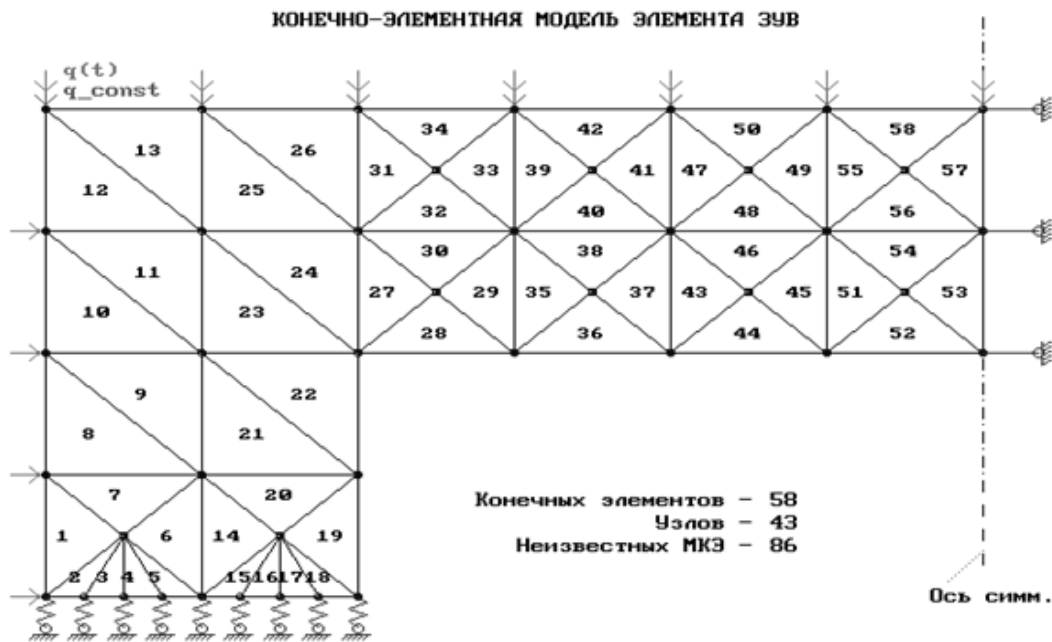 КОНЕЧНО-ЭЛЕМЕНТНАЯ МОДЕЛЬ ЭЛЕМЕНТА ЗУВ
q(t)
q_const
34 42 50 58
13 26
31 33 39 41 47 49 55 57
12 25
32 40 48 56
30 38 46 54
11 24
27 29 35 37 43 45 51 53
10 23
28 36 44 52
9 22
8 21
7 20
Конечных элементов - 58
1 6 14 19
Узлов - 43
Неизвестных МКЭ - 86
2 3 4 5 15 16 17 18
Ось симм.